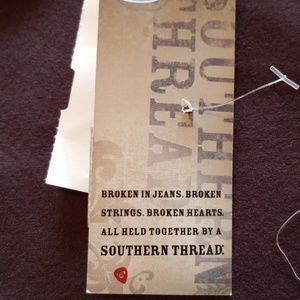 SOUTHERN
THREAD
BROKEN IN JEANS. BROKEN
STRINGS. BROKEN HEARTS.
ALL HELD TOGETHER BY A
SOUTHERN THREAD.